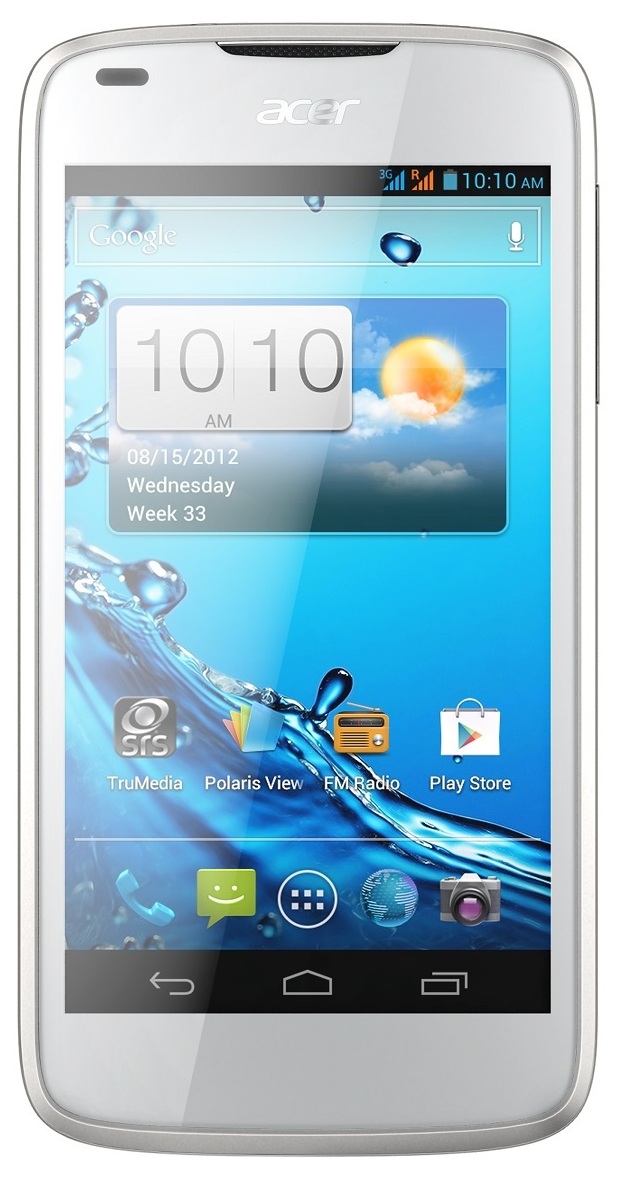 acer
3G R 10:10 AM
Google
10 10
AM
08/15/2012
Wednesday
Week 33
SRS
TruMedia Polaris View FM Radio Play Store